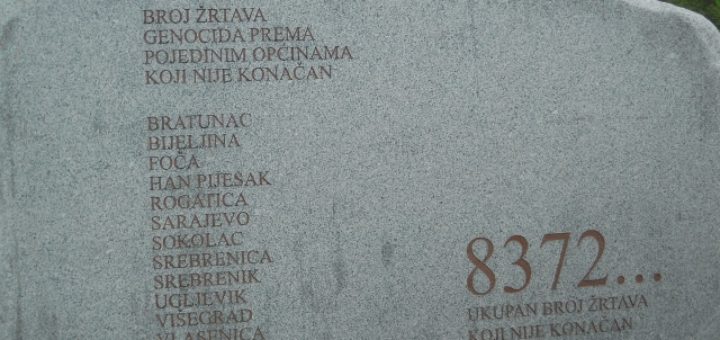 BROJ ŽRTAVA
GENOCIDA PREMA
POJEDINIM OPĆINAMA
KOJI NIJE KONAČAN
BRATUNAC
BIJELJINA
FOČA
HAN PIJESAK
ROGATICA
SARAJEVO
SOKOLAC
SREBRENICA
SREBRENIK
UGLJEVIK
VIŠEGRAD
VLASENICA
8372...
UKUPAN BROJ ŽRTAVA
KOJI NIJE KONAČAN